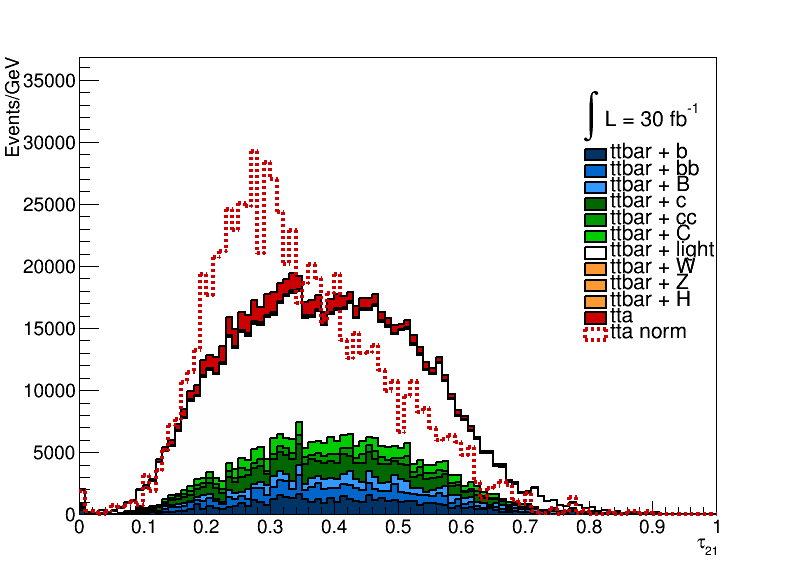 Events/GeV
35000
30000
25000
20000
15000
10000
5000
0
∫ L = 30 fb⁻¹
ttbar + b
ttbar + bb
ttbar + B
ttbar + c
ttbar + cc
ttbar + C
ttbar + light
ttbar + W
ttbar + Z
ttbar + H
tta
tta norm
0 0.1 0.2 0.3 0.4 0.5 0.6 0.7 0.8 0.9 1
τ₂₁